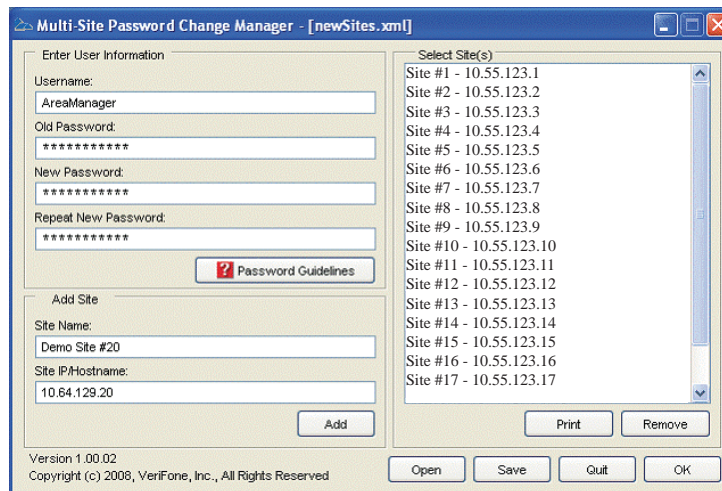 Multi-Site Password Change Manager - [newSites.xml]
Enter User Information
Username:
AreaManager
Old Password:
***********
New Password:
***********
Repeat New Password:
***********
? Password Guidelines
Add Site
Site Name:
Demo Site #20
Site IP/Hostname:
10.64.129.20
Add
Select Site(s)
Site #1 - 10.55.123.1
Site #2 - 10.55.123.2
Site #3 - 10.55.123.3
Site #4 - 10.55.123.4
Site #5 - 10.55.123.5
Site #6 - 10.55.123.6
Site #7 - 10.55.123.7
Site #8 - 10.55.123.8
Site #9 - 10.55.123.9
Site #10 - 10.55.123.10
Site #11 - 10.55.123.11
Site #12 - 10.55.123.12
Site #13 - 10.55.123.13
Site #14 - 10.55.123.14
Site #15 - 10.55.123.15
Site #16 - 10.55.123.16
Site #17 - 10.55.123.17
Print Remove
Version 1.00.02
Copyright (c) 2008, VeriFone, Inc., All Rights Reserved
Open Save Quit OK